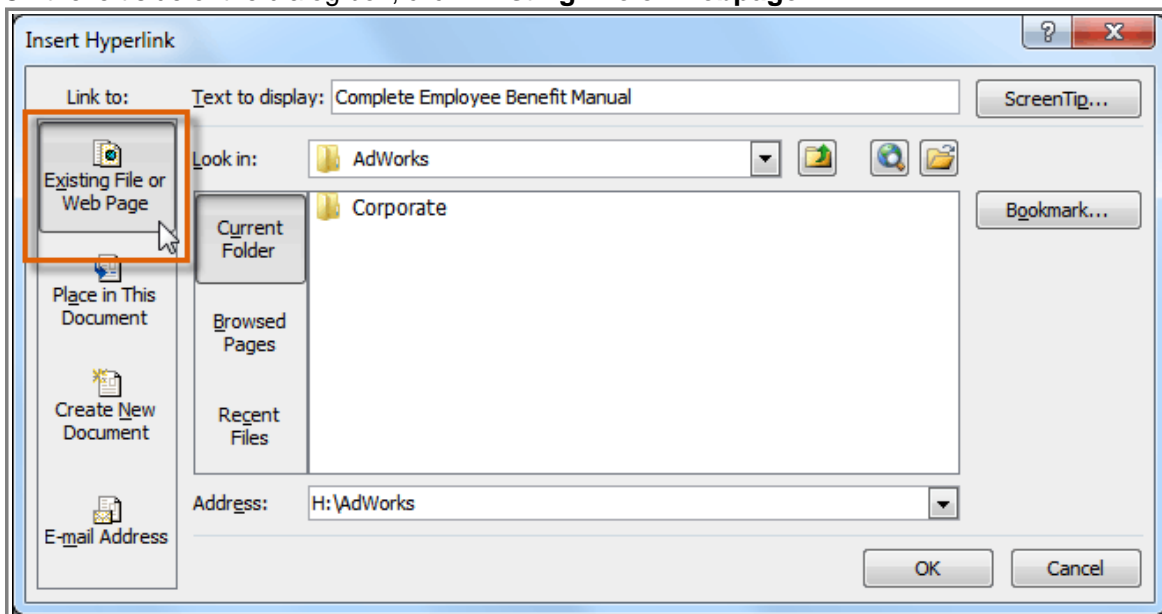 Insert Hyperlink
Link to:
Text to display: Complete Employee Benefit Manual
ScreenTip...
Existing File or
Web Page
Look in: AdWorks
Current
Folder
Corporate
Bookmark...
Place in This
Document
Browsed
Pages
Create New
Document
Recent
Files
Address: H:\AdWorks
E-mail Address
OK
Cancel